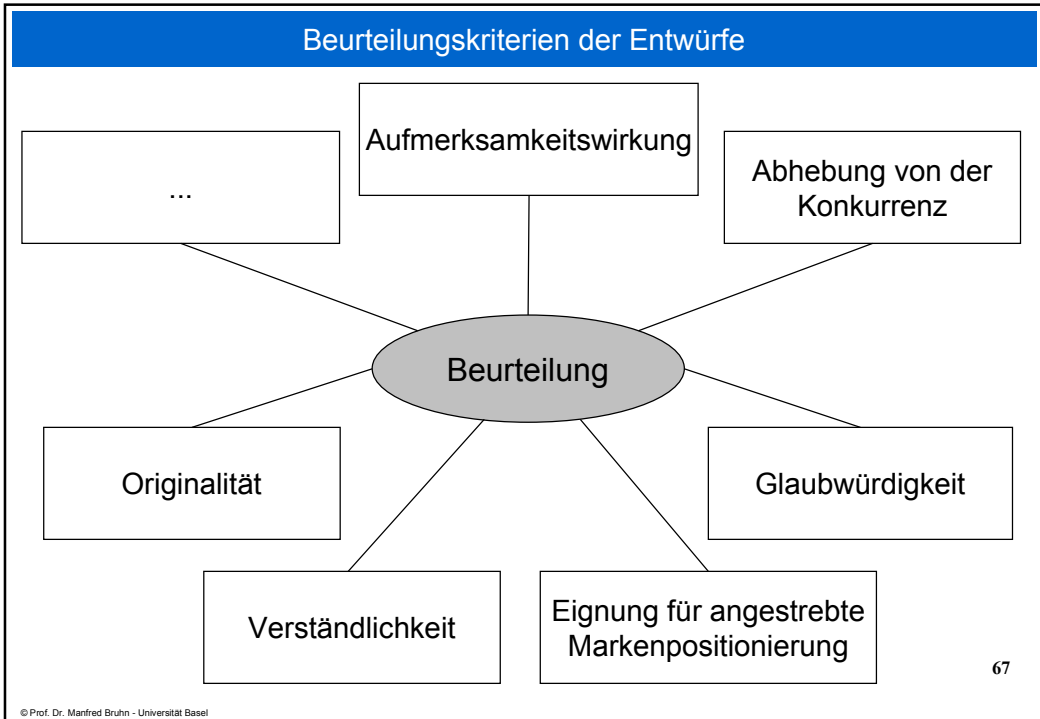 Beurteilungskriterien der Entwürfe
Aufmerksamkeitswirkung
...
Abhebung von der
Konkurrenz
Beurteilung
Originalität
Glaubwürdigkeit
Verständlichkeit
Eignung für angestrebte
Markenpositionierung
67
© Prof. Dr. Manfred Bruhn - Universität Basel